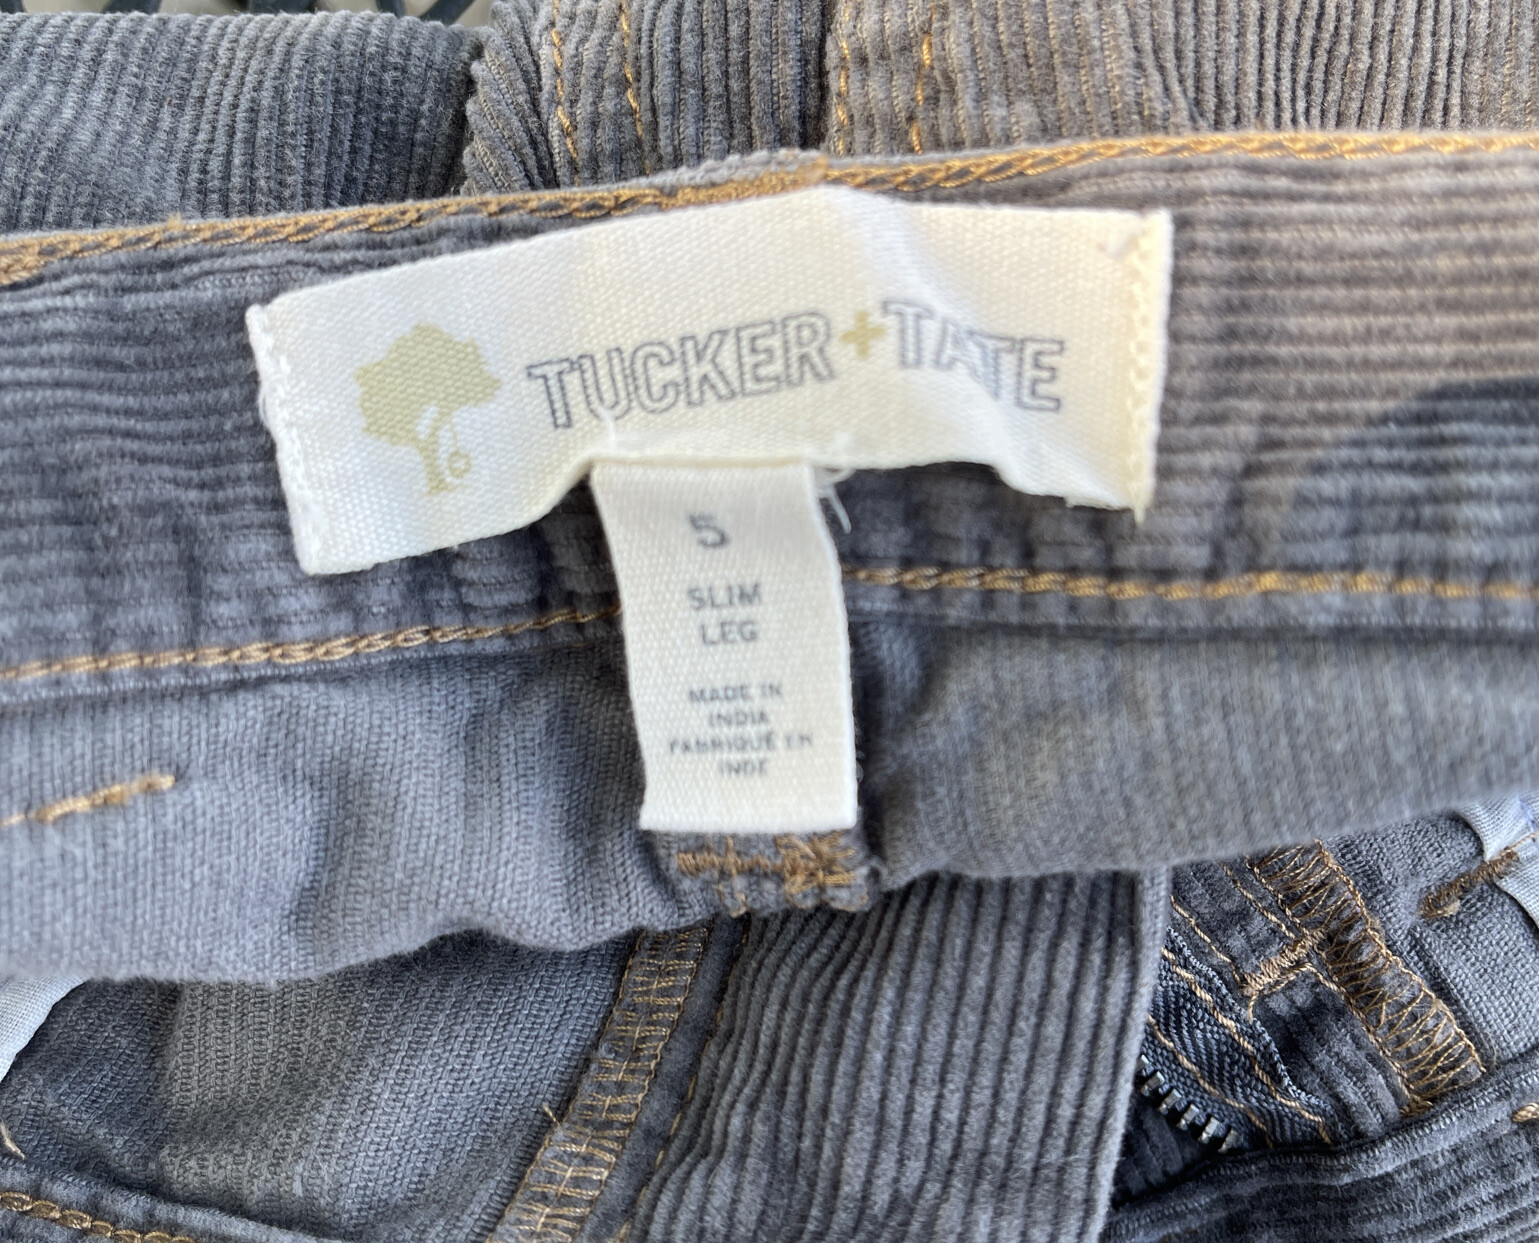 TUCKER+TATE
5
SLIM
LEG
MADE IN
INDIA
FABRIQUÉ EN
INDE